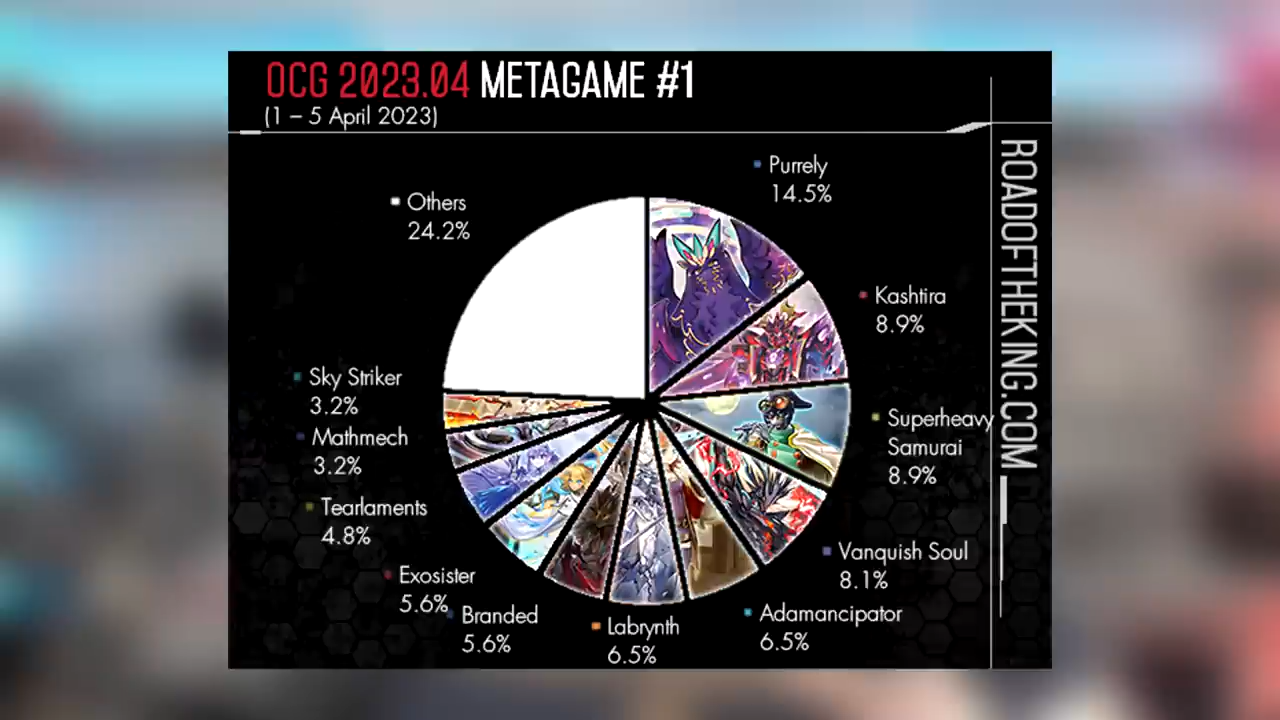 OCG 2023.04 METAGAME #1
(1 – 5 April 2023)
ROADOFTHEKING.COM
Purrely
14.5%
Others
24.2%
Kashtira
8.9%
Sky Striker
3.2%
Superheavy
Samurai
8.9%
Mathmech
3.2%
Tearlaments
4.8%
Vanquish Soul
8.1%
Exosister
5.6%
Branded
5.6%
Labrynth
6.5%
Adamancipator
6.5%